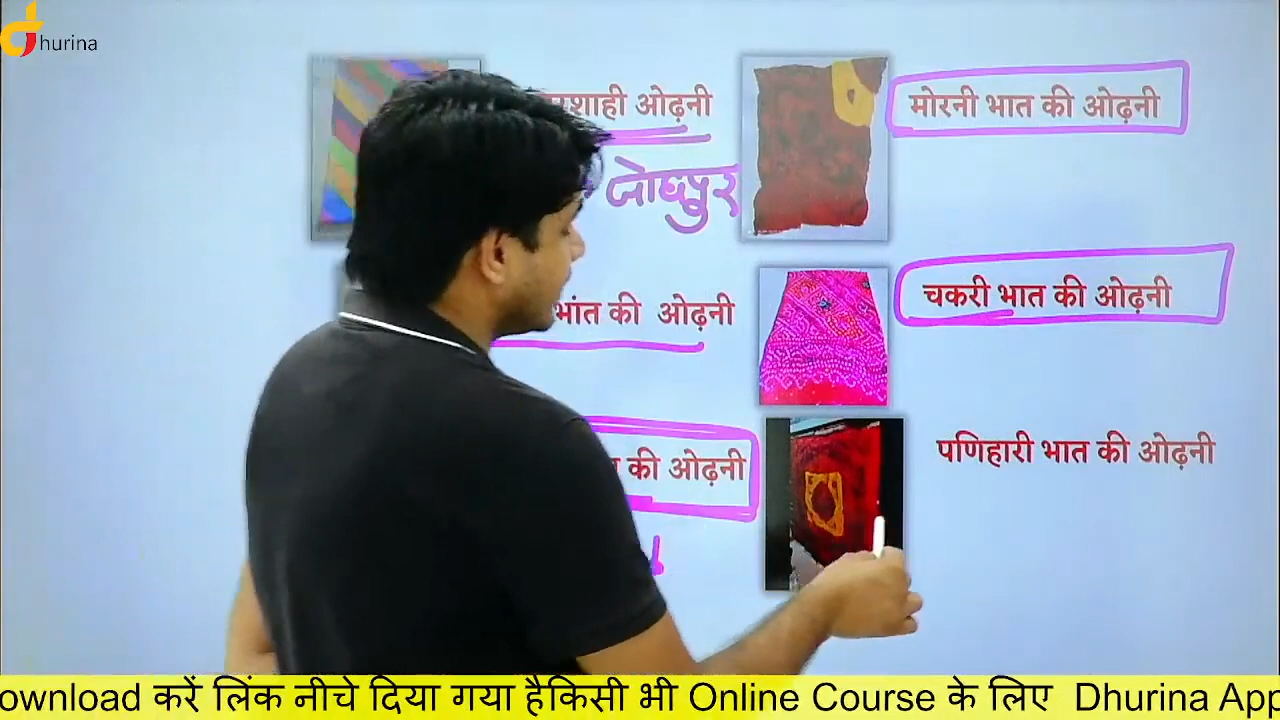 Dhurina
ओढ़नी
मोरनी भात की ओढ़नी
जोधपुर
भांत की ओढ़नी
चकरी भात की ओढ़नी
की ओढ़नी
पणिहारी भात की ओढ़नी
ownload करें लिंक नीचे दिया गया हैकिसी भी Online Course के लिए Dhurina App